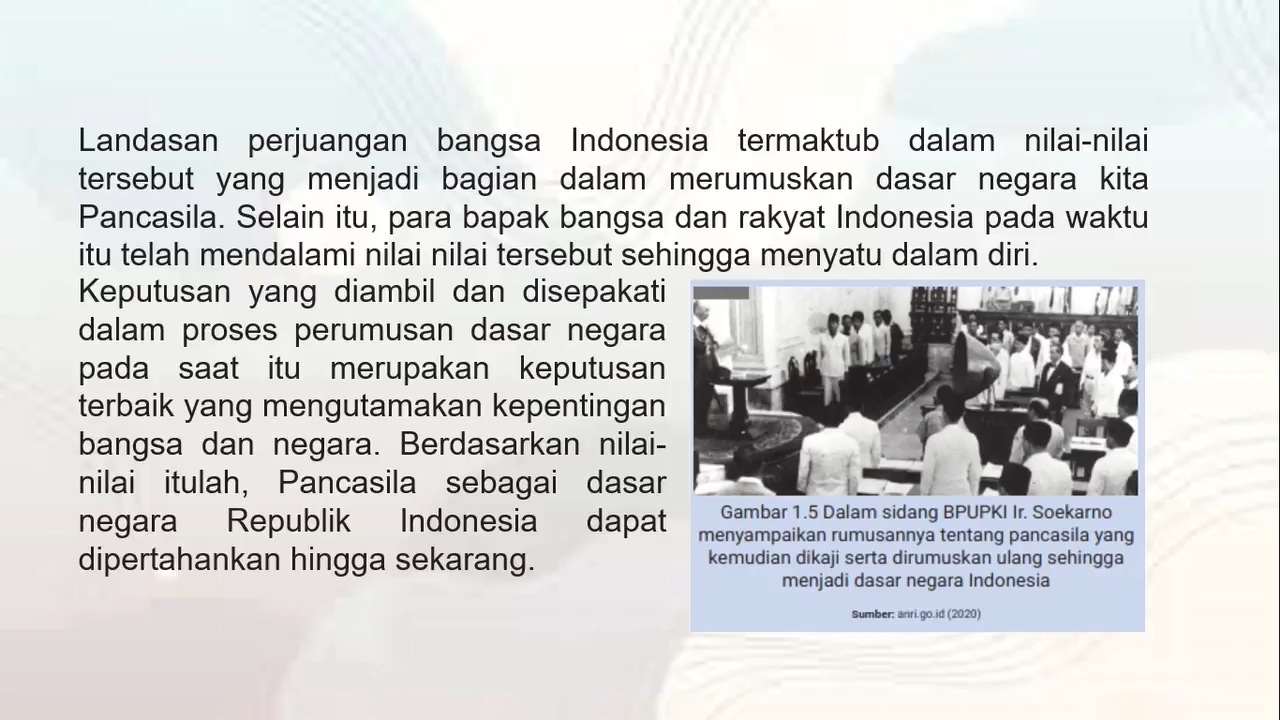 Landasan perjuangan bangsa Indonesia termaktub dalam nilai-nilai
tersebut yang menjadi bagian dalam merumuskan dasar negara kita
Pancasila. Selain itu, para bapak bangsa dan rakyat Indonesia pada waktu
itu telah mendalami nilai nilai tersebut sehingga menyatu dalam diri.
Keputusan yang diambil dan disepakati
dalam proses perumusan dasar negara
pada saat itu merupakan keputusan
terbaik yang mengutamakan kepentingan
bangsa dan negara. Berdasarkan nilai-
nilai itulah, Pancasila sebagai dasar
negara Republik Indonesia dapat
dipertahankan hingga sekarang.
Gambar 1.5 Dalam sidang BPUPKI Ir. Soekarno
menyampaikan rumusannya tentang pancasila yang
kemudian dikaji serta dirumuskan ulang sehingga
menjadi dasar negara Indonesia
Sumber: anri.go.id (2020)